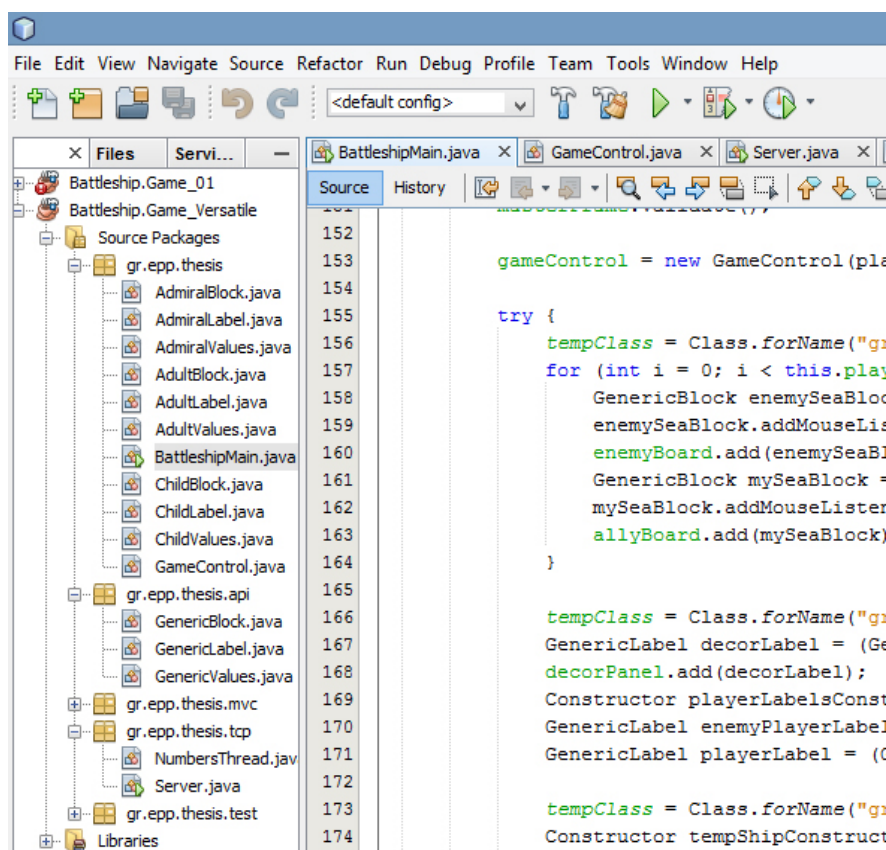 File Edit View Navigate Source Refactor Run Debug Profile Team Tools Window Help
<default config>
Files Servi...
BattleshipMain.java GameControl.java Server.java
Battleship.Game_01
Source History
Battleship.Game_Versatile
Source Packages
gr.epp.thesis
AdmiralBlock.java
AdmiralLabel.java
AdmiralValues.java
AdultBlock.java
AdultLabel.java
AdultValues.java
BattleshipMain.java
ChildBlock.java
ChildLabel.java
ChildValues.java
GameControl.java
gr.epp.thesis.api
GenericBlock.java
GenericLabel.java
GenericValues.java
gr.epp.thesis.mvc
gr.epp.thesis.tcp
NumbersThread.jav
Server.java
gr.epp.thesis.test
Libraries
152
153 gameControl = new GameControl(pla
154
155 try {
156 tempClass = Class.forName("gr
157 for (int i = 0; i < this.play
158 GenericBlock enemySeaBloc
159 enemySeaBlock.addMouseLis
160 enemyBoard.add(enemySeaBl
161 GenericBlock mySeaBlock =
162 mySeaBlock.addMouseListen
163 allyBoard.add(mySeaBlock)
164 }
165
166 tempClass = Class.forName("gr
167 GenericLabel decorLabel = (Ge
168 decorPanel.add(decorLabel);
169 Constructor playerLabelsConst
170 GenericLabel enemyPlayerLabel
171 GenericLabel playerLabel = (G
172
173 tempClass = Class.forName("gr
174 Constructor tempShipConstruct